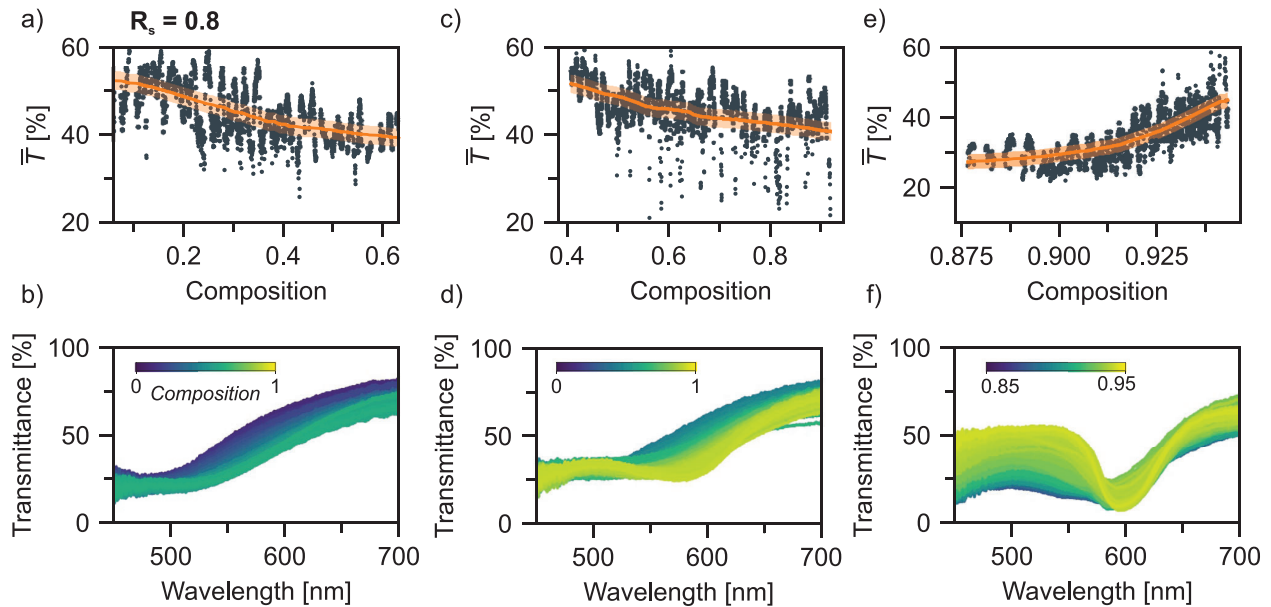 a) R_s = 0.8
T̿ [%]
60
40
20
0.2 0.4 0.6
Composition
c)
T̿ [%]
60
40
20
0.4 0.6 0.8
Composition
e)
T̿ [%]
60
40
20
0.875 0.900 0.925
Composition
b)
Transmittance [%]
100
50
0
0 1
Composition
500 600 700
Wavelength [nm]
d)
Transmittance [%]
100
50
0
0 1
500 600 700
Wavelength [nm]
f)
Transmittance [%]
100
50
0
0.85 0.95
500 600 700
Wavelength [nm]